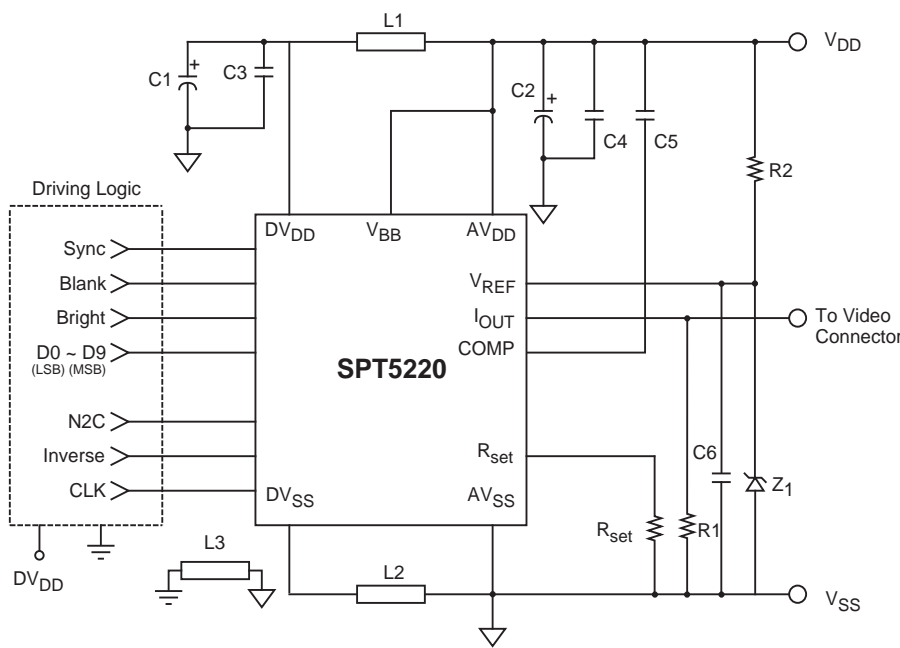 L1
VDD
C1
+
C3
C2
+
C4
C5
R2
Driving Logic
DVDD
VBB
AVDD
Sync
Blank
VREF
Bright
IOUT
To Video
Connector
D0 ~ D9
(LSB) (MSB)
COMP
SPT5220
N2C
Inverse
Rset
C6
CLK
DVSS
AVSS
Z1
Rset
R1
L3
L2
DVDD
VSS